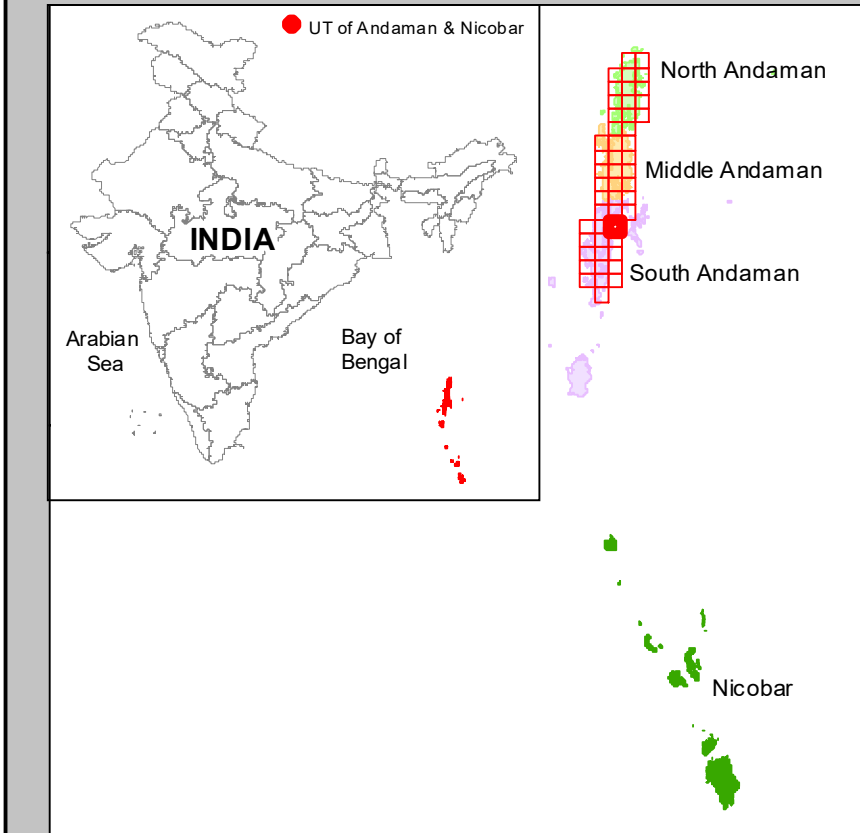 UT of Andaman & Nicobar
North Andaman
Middle Andaman
INDIA
South Andaman
Arabian
Sea
Bay of
Bengal
Nicobar